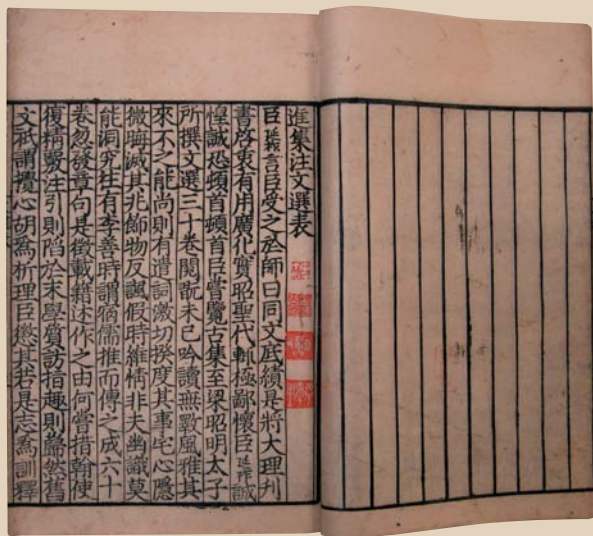 進集注文選表
臣延祚言臣受之於師曰同文底績是將大理刋
書啓衷有用廣化實昭聖代輒極鄙懷臣延祚誠
惶誠恐頓首頓首臣嘗覽古集至梁昭明太子
所撰文選三十卷閱翫未已吟讀無斁風雅其
來不之能尚則有遣詞激切揆度其事宅心隱
微晦滅其兆飾物反諷假時維情非夫幽識莫
能洞究往有李善時謂宿儒推而傳之成六十
卷忽發章句是徵載籍述作之由何嘗措翰使
復精覈注引則陷於末學質訪指趣則巋然舊
文祗謂攪心胡爲析理臣懲其若是志爲訓釋